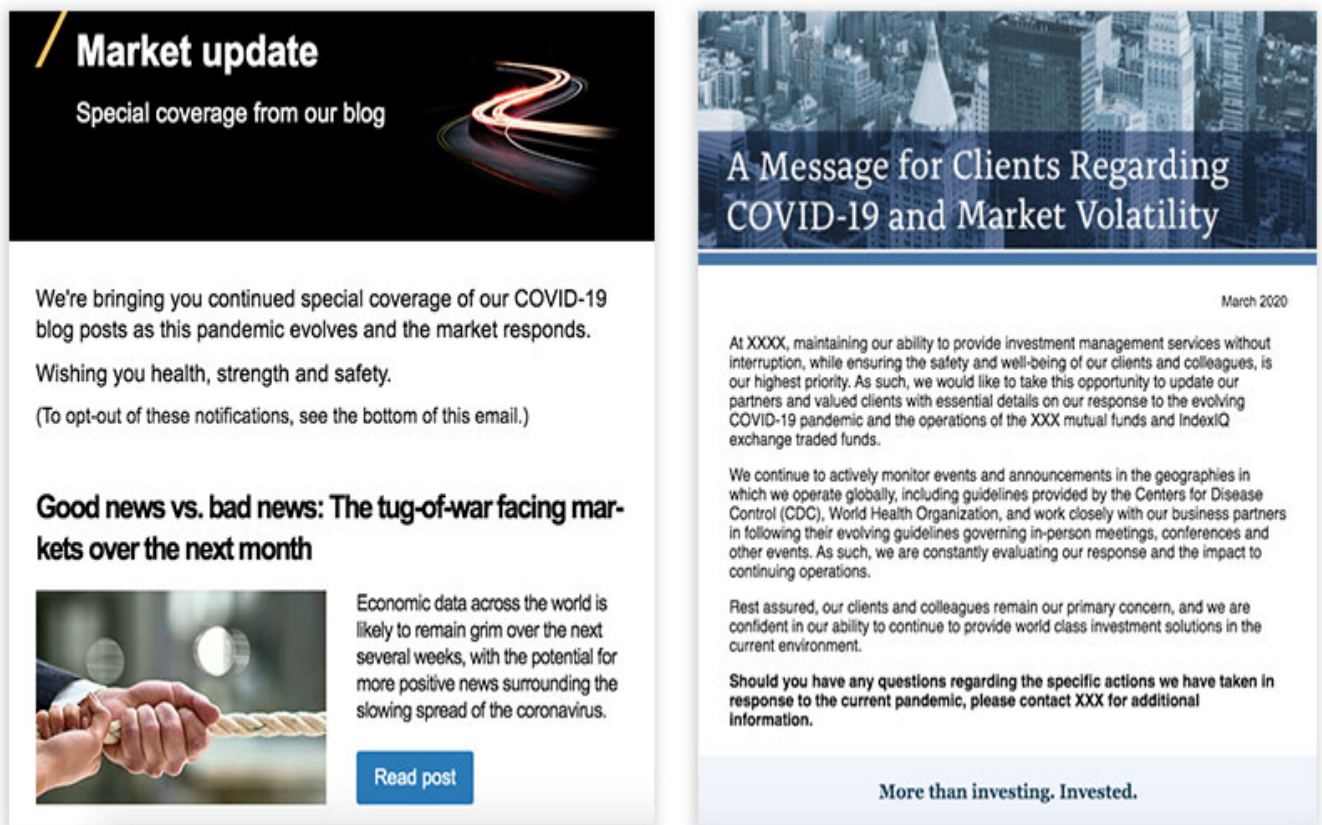 Market update
Special coverage from our blog
We're bringing you continued special coverage of our COVID-19
blog posts as this pandemic evolves and the market responds.
Wishing you health, strength and safety.
(To opt-out of these notifications, see the bottom of this email.)
Good news vs. bad news: The tug-of-war facing mar-
kets over the next month
Economic data across the world is
likely to remain grim over the next
several weeks, with the potential for
more positive news surrounding the
slowing spread of the coronavirus.
Read post
A Message for Clients Regarding
COVID-19 and Market Volatility
March 2020
At XXXX, maintaining our ability to provide investment management services without
interruption, while ensuring the safety and well-being of our clients and colleagues, is
our highest priority. As such, we would like to take this opportunity to update our
partners and valued clients with essential details on our response to the evolving
COVID-19 pandemic and the operations of the XXX mutual funds and IndexIQ
exchange traded funds.
We continue to actively monitor events and announcements in the geographies in
which we operate globally, including guidelines provided by the Centers for Disease
Control (CDC), World Health Organization, and work closely with our business partners
in following their evolving guidelines governing in-person meetings, conferences and
other events. As such, we are constantly evaluating our response and the impact to
continuing operations.
Rest assured, our clients and colleagues remain our primary concern, and we are
confident in our ability to continue to provide world class investment solutions in the
current environment.
Should you have any questions regarding the specific actions we have taken in
response to the current pandemic, please contact XXX for additional
information.
More than investing. Invested.